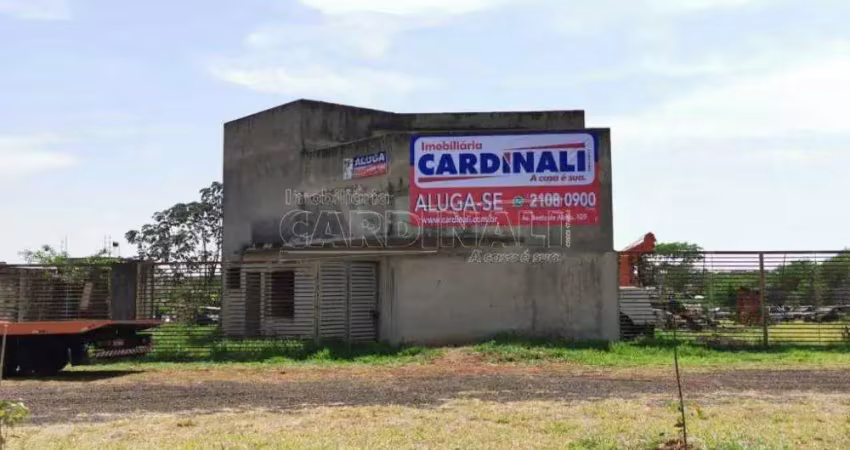 Imobiliária
CARDINALI
A casa é sua.
ALUGA
ALUGA-SE 2108 0900
www.cardinali.com.br
Imobiliária
CARDINALI
A casa é sua.